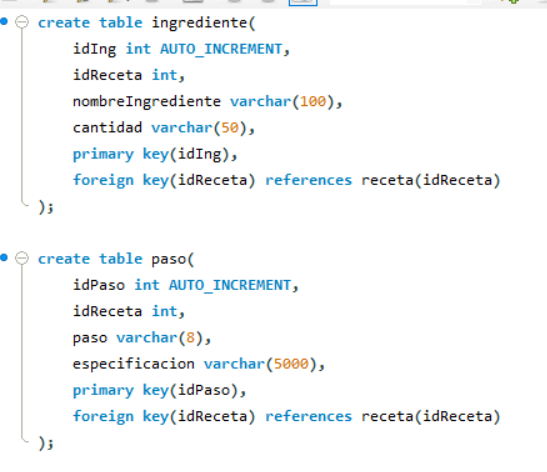 create table ingrediente(
idIng int AUTO_INCREMENT,
idReceta int,
nombreIngrediente varchar(100),
cantidad varchar(50),
primary key(idIng),
foreign key(idReceta) references receta(idReceta)
);
create table paso(
idPaso int AUTO_INCREMENT,
idReceta int,
paso varchar(8),
especificacion varchar(5000),
primary key(idPaso),
foreign key(idReceta) references receta(idReceta)
);